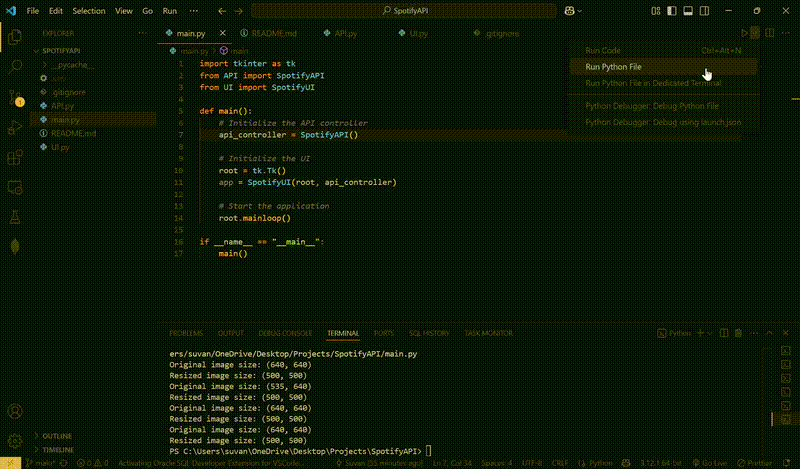 File Edit Selection View Go Run ... SpotifyAPI
EXPLORER ...
SPOTIFYAPI
__pycache__
.env
.gitignore
API.py
main.py
README.md
UI.py
OUTLINE
TIMELINE
main.py README.md API.py UI.py .gitignore
main.py > main
1 import tkinter as tk
2 from API import SpotifyAPI
3 from UI import SpotifyUI
4
5 def main():
6 # Initialize the API controller
7 api_controller = SpotifyAPI()
8
9 # Initialize the UI
10 root = tk.Tk()
11 app = SpotifyUI(root, api_controller)
12
13 # Start the application
14 root.mainloop()
15
16 if __name__ == "__main__":
17 main()
Run Code Ctrl+Alt+N
Run Python File
Run Python File in Dedicated Terminal
Python Debugger: Debug Python File
Python Debugger: Debug using launch.json
PROBLEMS OUTPUT DEBUG CONSOLE TERMINAL PORTS SQL HISTORY TASK MONITOR Python
ers/suvan/OneDrive/Desktop/Projects/SpotifyAPI/main.py
Original image size: (640, 640)
Resized image size: (500, 500)
Original image size: (535, 640)
Resized image size: (500, 500)
Original image size: (640, 640)
Resized image size: (500, 500)
Original image size: (640, 640)
Resized image size: (500, 500)
PS C:\Users\suvan\OneDrive\Desktop\Projects\SpotifyAPI>
main* 0 0 Activating Oracle SQL Developer Extension for VSCode... Suvan (55 minutes ago) Ln 7, Col 34 Spaces: 4 UTF-8 CRLF Python 3.12.1 64-bit Go Live Prettier